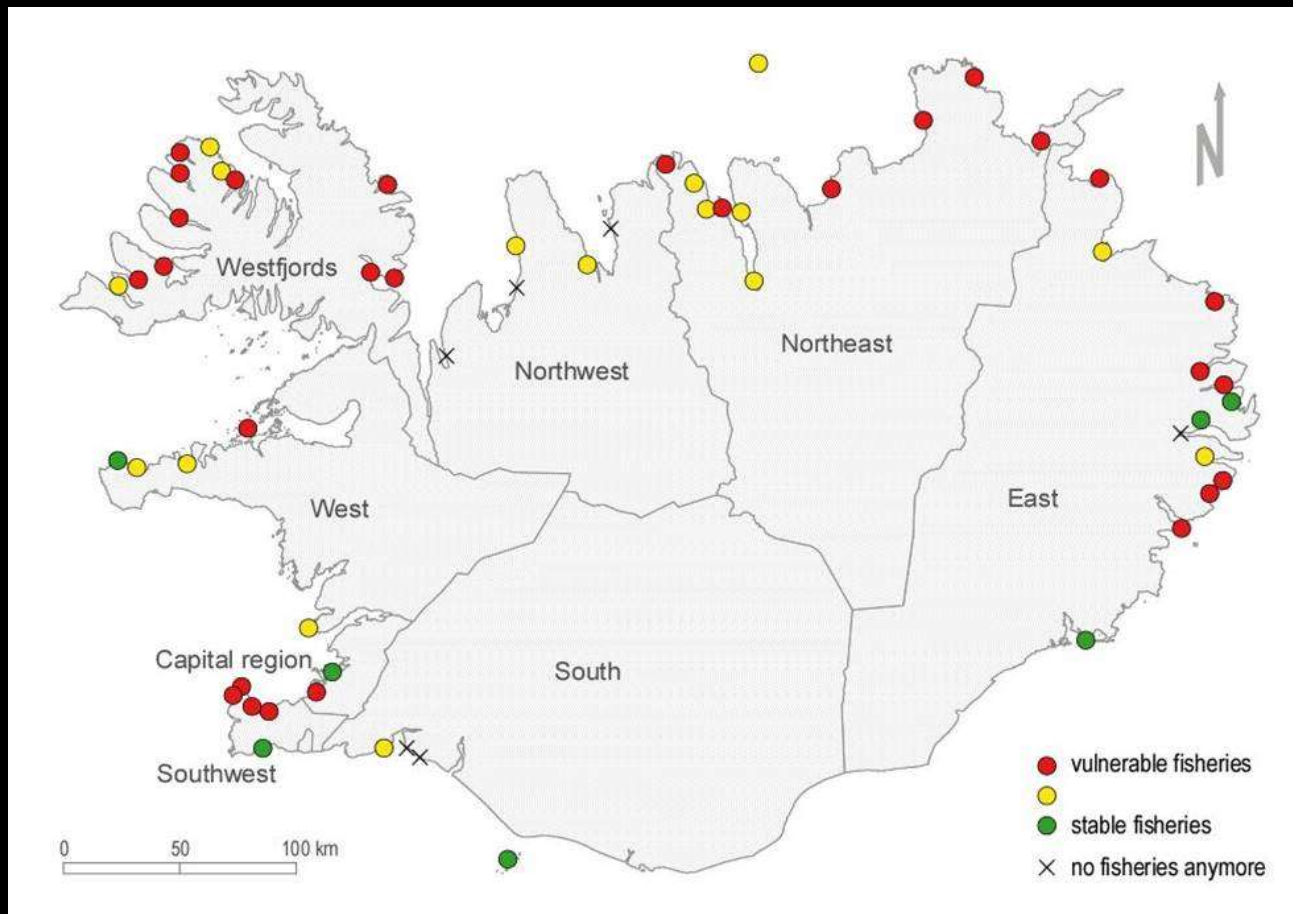 N
Westfjords
Northwest
Northeast
West
East
Capital region
South
Southwest
vulnerable fisheries
stable fisheries
no fisheries anymore
0 50 100 km